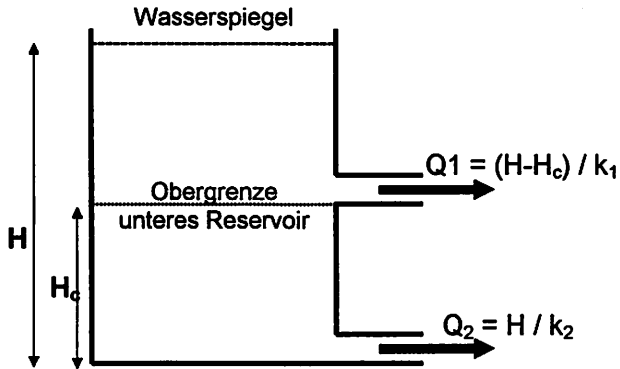 Wasserspiegel
Q1 = (H-Hc) / k1
Obergrenze
unteres Reservoir
H
Hc
Q2 = H / k2